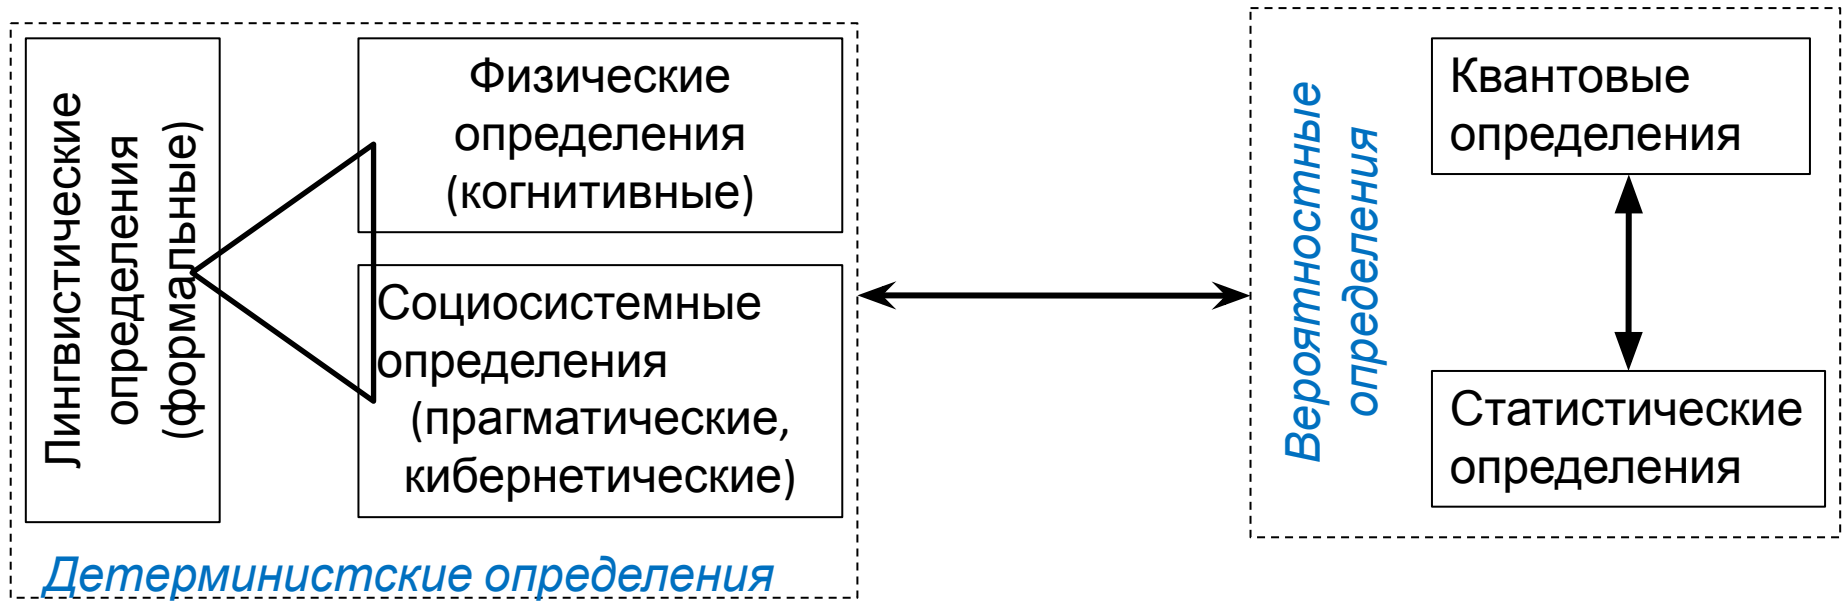 Лингвистические
определения
(формальные)
Физические
определения
(когнитивные)
Социосистемные
определения
(прагматические,
кибернетические)
Детерминистские определения
Вероятностные
определения
Квантовые
определения
Статистические
определения